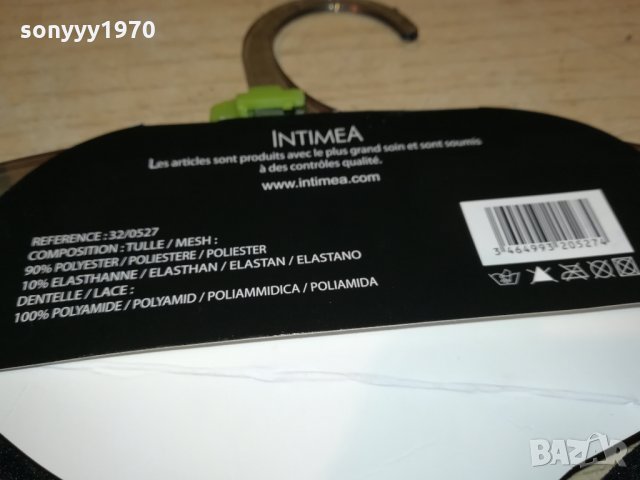 sonyyy1970
INTIMEA
Les articles sont produits avec le plus grand soin et sont soumis
à des contrôles qualité.
www.intimea.com
REFERENCE : 32/0527
COMPOSITION : TULLE / MESH :
90% POLYESTER / POLIESTERE / POLIESTER
10% ELASTHANNE / ELASTHAN / ELASTAN / ELASTANO
DENTELLE / LACE :
100% POLYAMIDE / POLYAMID / POLIAMMIDICA / POLIAMIDA
3 464993 205274
BAZAR